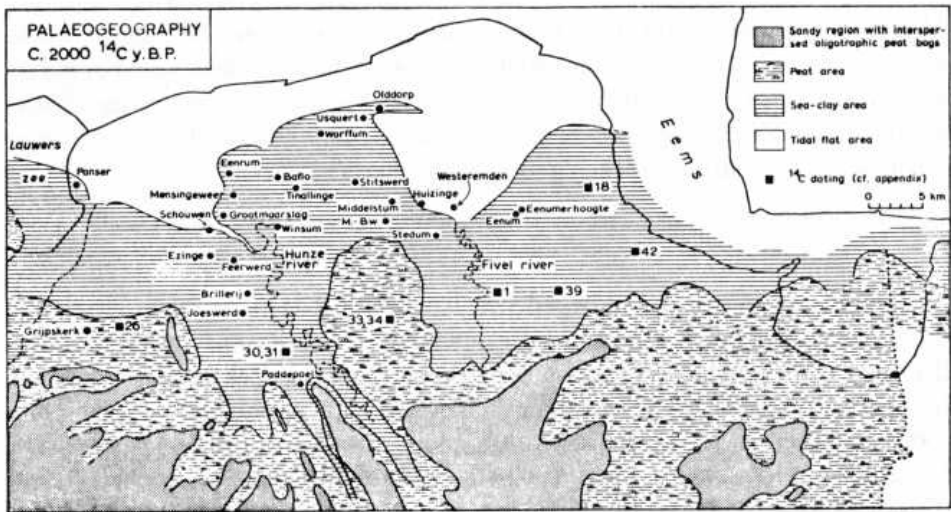 PALAEOGEOGRAPHY
C. 2000 ¹⁴C y. B.P.
Sandy region with intersper-
sed oligotrophic peat bogs
Peat area
Sea-clay area
Tidal flat area
¹⁴C dating (cf. appendix)
0 5 km
Olddorp
Usquert
Warffum
Eems
Lauwers
zee
Panser
Eenrum
Baflo
Stitswerd
Westeremden
18
Mensingeweer
Tinallinge
Huizinge
Middelstum
Eenumerhoogte
Schouwen
Grootmaarslag
M.-Bw
Eenum
Winsum
Stedum
42
Ezinge
Hunze
river
Feerwerd
Fivel river
Brillerij
1
39
Joeswerd
33,34
Grijpskerk
26
30,31
Paddepoel